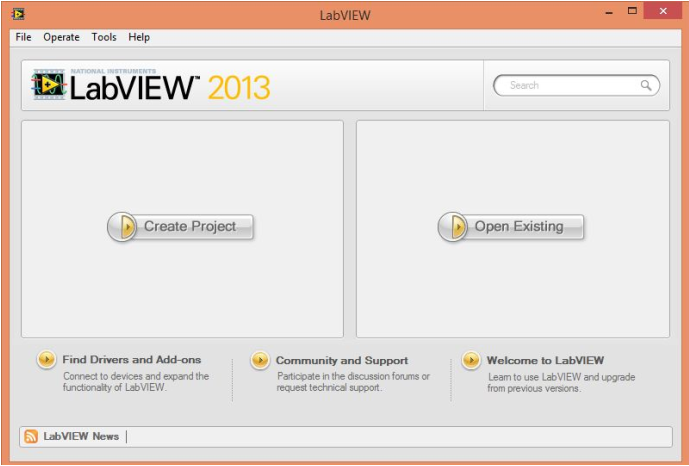 LabVIEW
File Operate Tools Help
NATIONAL INSTRUMENTS
LabVIEW™ 2013
Search
Create Project
Open Existing
Find Drivers and Add-ons
Connect to devices and expand the
functionality of LabVIEW.
Community and Support
Participate in the discussion forums or
request technical support.
Welcome to LabVIEW
Learn to use LabVIEW and upgrade
from previous versions.
LabVIEW News